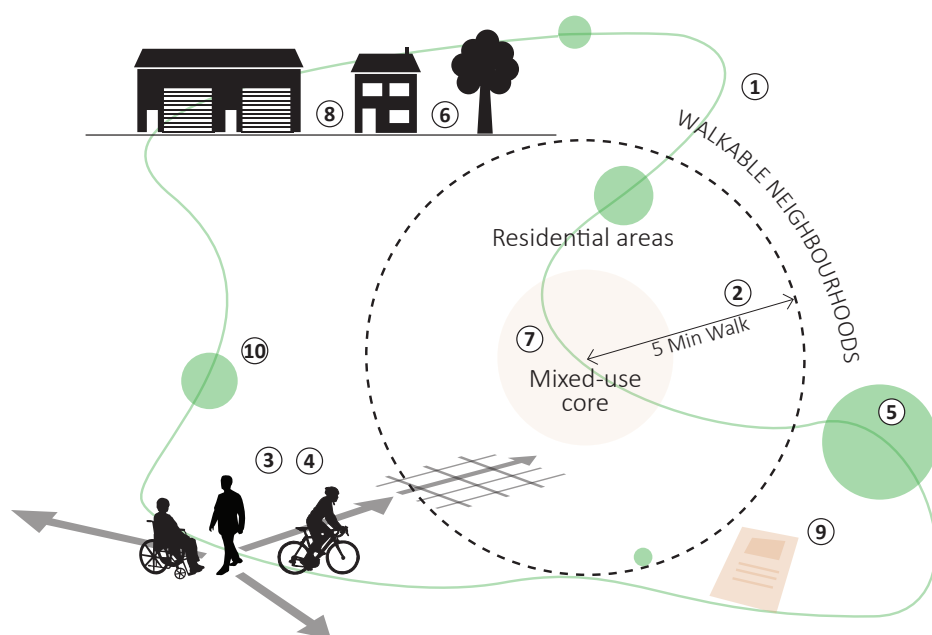 1
WALKABLE NEIGHBOURHOODS
8
6
Residential areas
2
5 Min Walk
7
10
Mixed-use
core
5
3
4
9